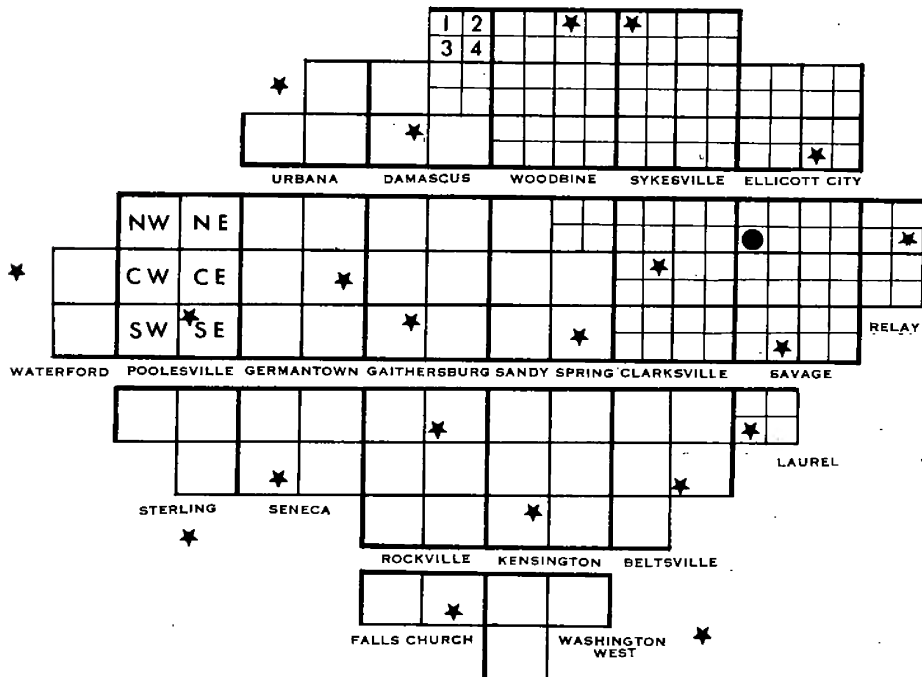 1 2
3 4
URBANA DAMASCUS WOODBINE SYKESVILLE ELLICOTT CITY
NW NE
CW CE
SW SE
RELAY
WATERFORD POOLESVILLE GERMANTOWN GAITHERSBURG SANDY SPRING CLARKSVILLE SAVAGE
LAUREL
STERLING SENECA
ROCKVILLE KENSINGTON BELTSVILLE
FALLS CHURCH WASHINGTON
WEST